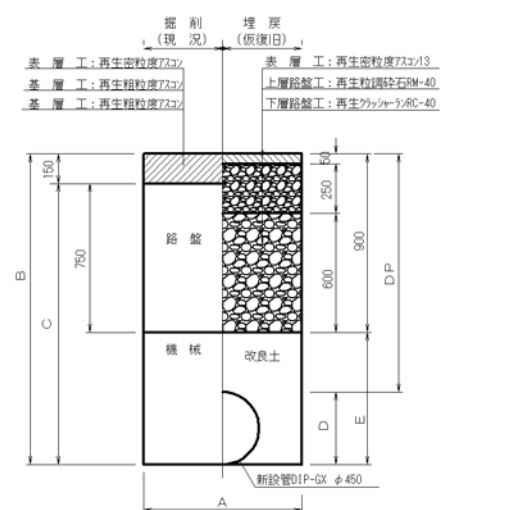 掘 削
(現 況)
埋 戻
(仮復旧)
表 層 工：再生密粒度アスコン
基 層 工：再生粗粒度アスコン
基 層 工：再生粗粒度アスコン
表 層 工：再生密粒度アスコン13
上層路盤工：再生粒調砕石RM-40
下層路盤工：再生クラッシャーランRC-40
150
50
250
750
路 盤
600
900
DP
B
C
機 械
改良土
D
E
新設管DIP-GX φ450
A